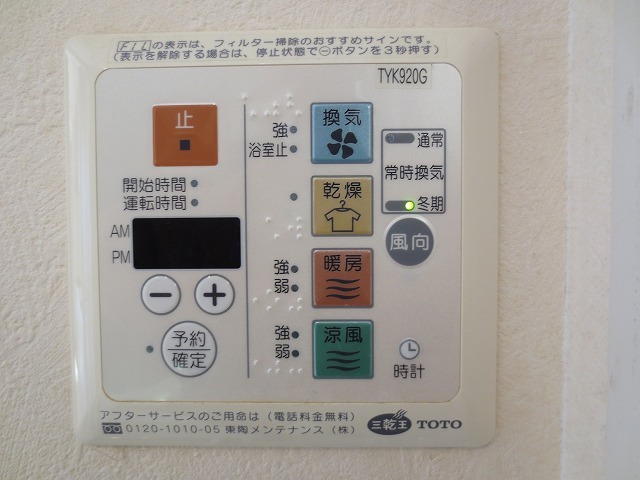 FILの表示は、フィルター掃除のおすすめサインです。
(表示を解除する場合は、停止状態で⊖ボタンを3秒押す)
TYK920G
止
開始時間
運転時間
AM
PM
−
+
予約
確定
強
浴室止
換気
乾燥
強
弱
暖房
強
弱
涼風
通常
常時換気
冬期
風向
時計
アフターサービスのご用命は(電話料金無料)
0120-1010-05 東陶メンテナンス(株)
三乾王 TOTO